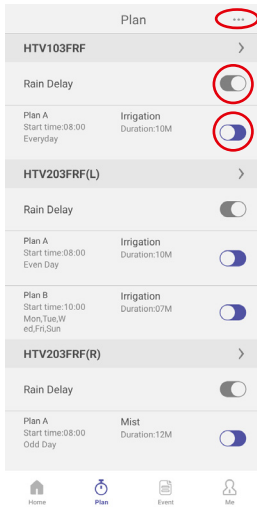 Plan
...
HTV103FRF >
Rain Delay
Plan A Irrigation
Start time:08:00 Duration:10M
Everyday
HTV203FRF(L) >
Rain Delay
Plan A Irrigation
Start time:08:00 Duration:10M
Even Day
Plan B Irrigation
Start time:10:00 Duration:07M
Mon,Tue,W
ed,Fri,Sun
HTV203FRF(R) >
Rain Delay
Plan A Mist
Start time:08:00 Duration:12M
Odd Day
Home Plan Event Me